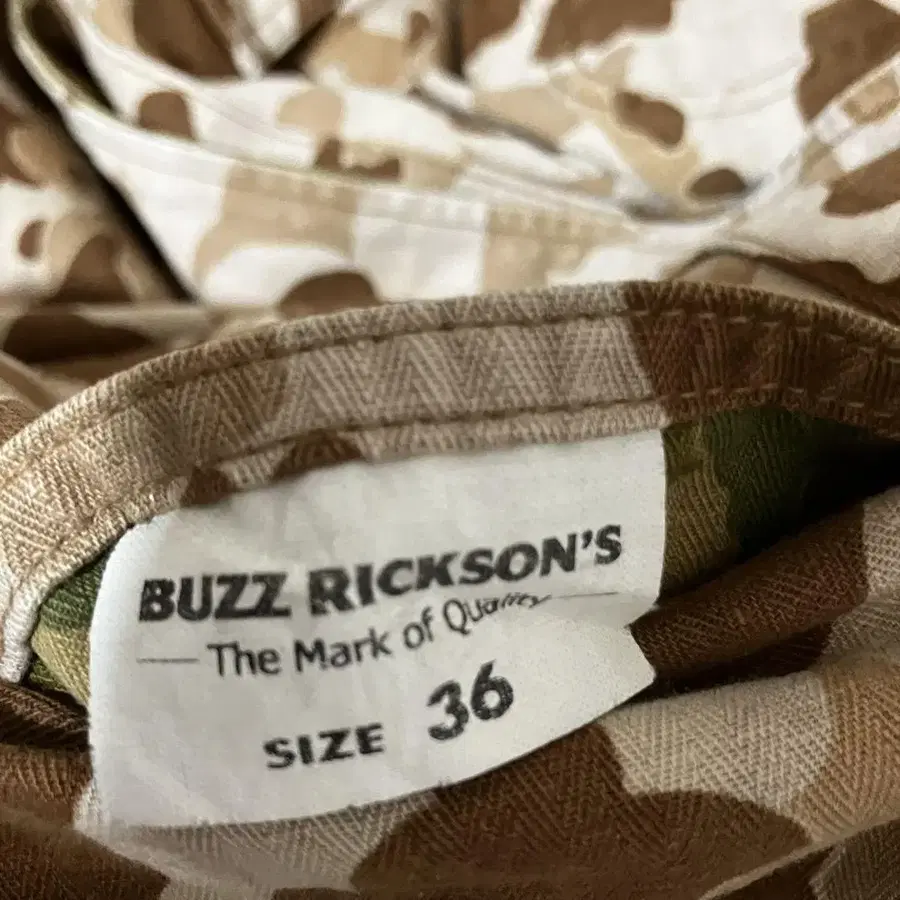 BUZZ RICKSON'S
The Mark of Quality
SIZE 36